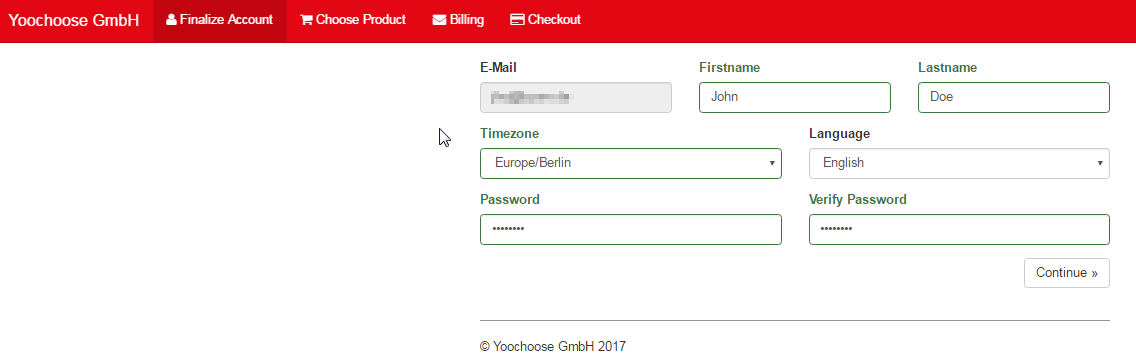 Yoochoose GmbH Finalize Account Choose Product Billing Checkout
E-Mail Firstname Lastname
John Doe
Timezone Language
Europe/Berlin English
Password Verify Password
•••••••• ••••••••
Continue »
© Yoochoose GmbH 2017